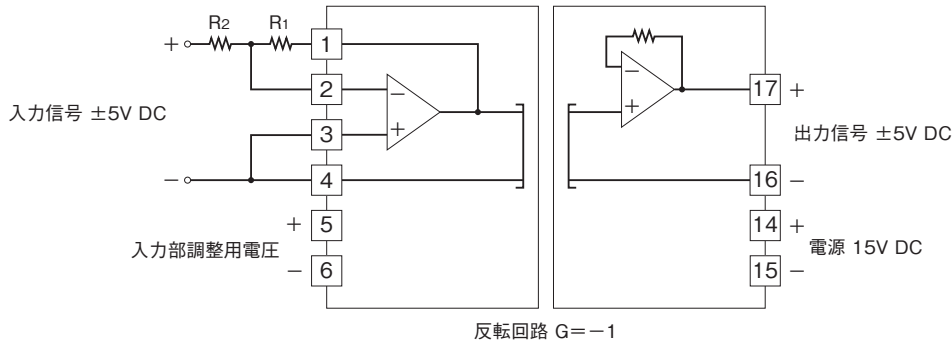 R2 R1
+ 1
2 −
入力信号 ±5V DC
3 +
− 4
+ 5
入力部調整用電圧
− 6
−
+
17 +
出力信号 ±5V DC
16 −
14 +
電源 15V DC
15 −
反転回路 G=−1